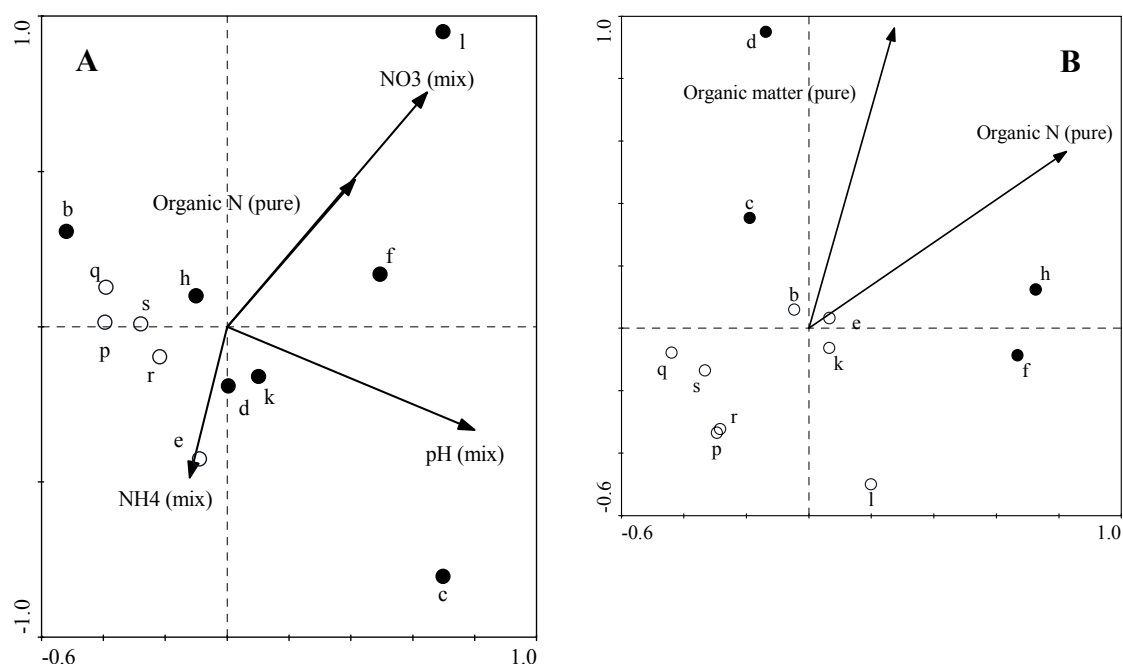 1.0
A
l
NO3 (mix)
Organic N (pure)
b
f
q
h
s
p
r
d
k
e
pH (mix)
NH4 (mix)
c
-1.0
-0.6
1.0
1.0
d
B
Organic matter (pure)
Organic N (pure)
c
h
b
e
k
f
q
s
r
p
l
-0.6
-0.6
1.0